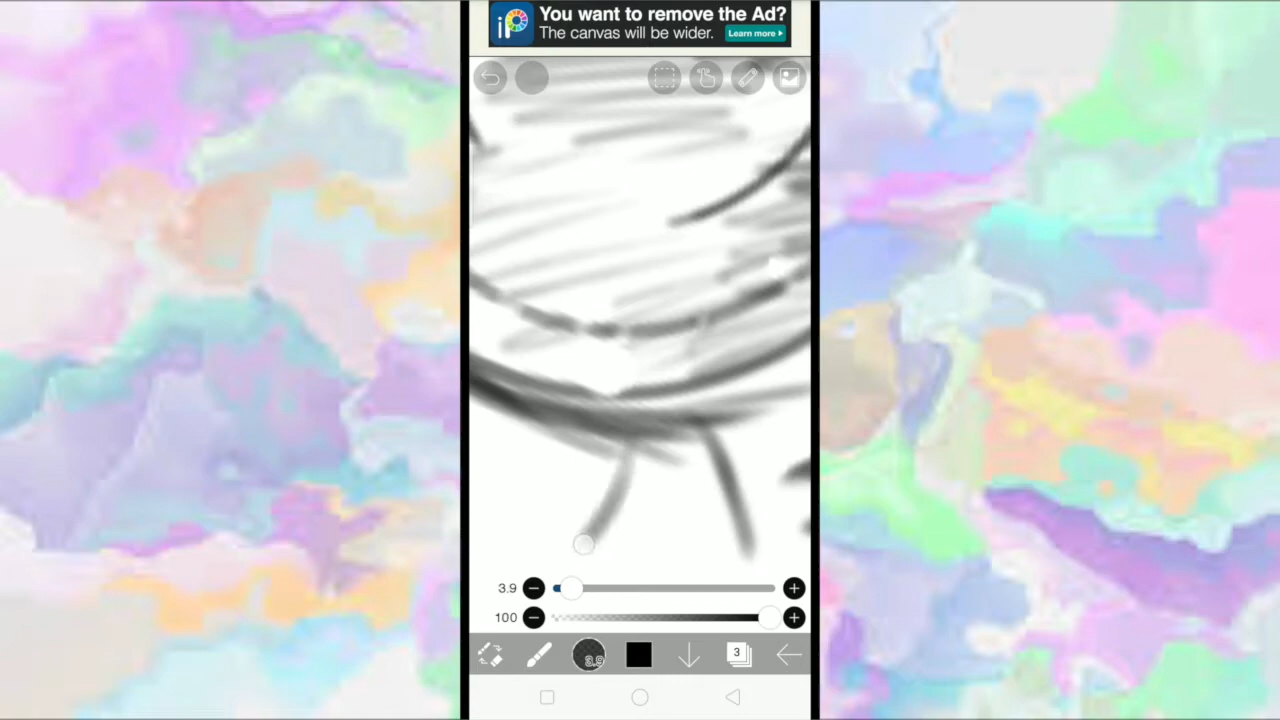 iP
You want to remove the Ad?
The canvas will be wider.
Learn more
3.9
100
3.9
3